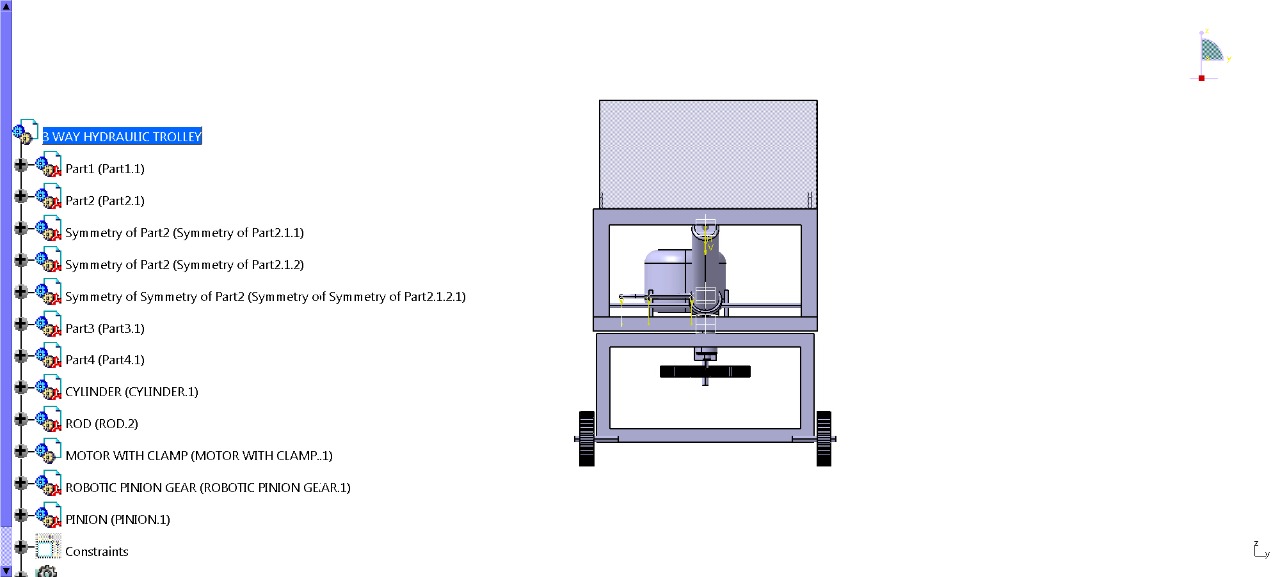 3 WAY HYDRAULIC TROLLEY
Part1 (Part1.1)
Part2 (Part2.1)
Symmetry of Part2 (Symmetry of Part2.1.1)
Symmetry of Part2 (Symmetry of Part2.1.2)
Symmetry of Symmetry of Part2 (Symmetry of Symmetry of Part2.1.2.1)
Part3 (Part3.1)
Part4 (Part4.1)
CYLINDER (CYLINDER.1)
ROD (ROD.2)
MOTOR WITH CLAMP (MOTOR WITH CLAMP..1)
ROBOTIC PINION GEAR (ROBOTIC PINION GEAR.1)
PINION (PINION.1)
Constraints
z
y